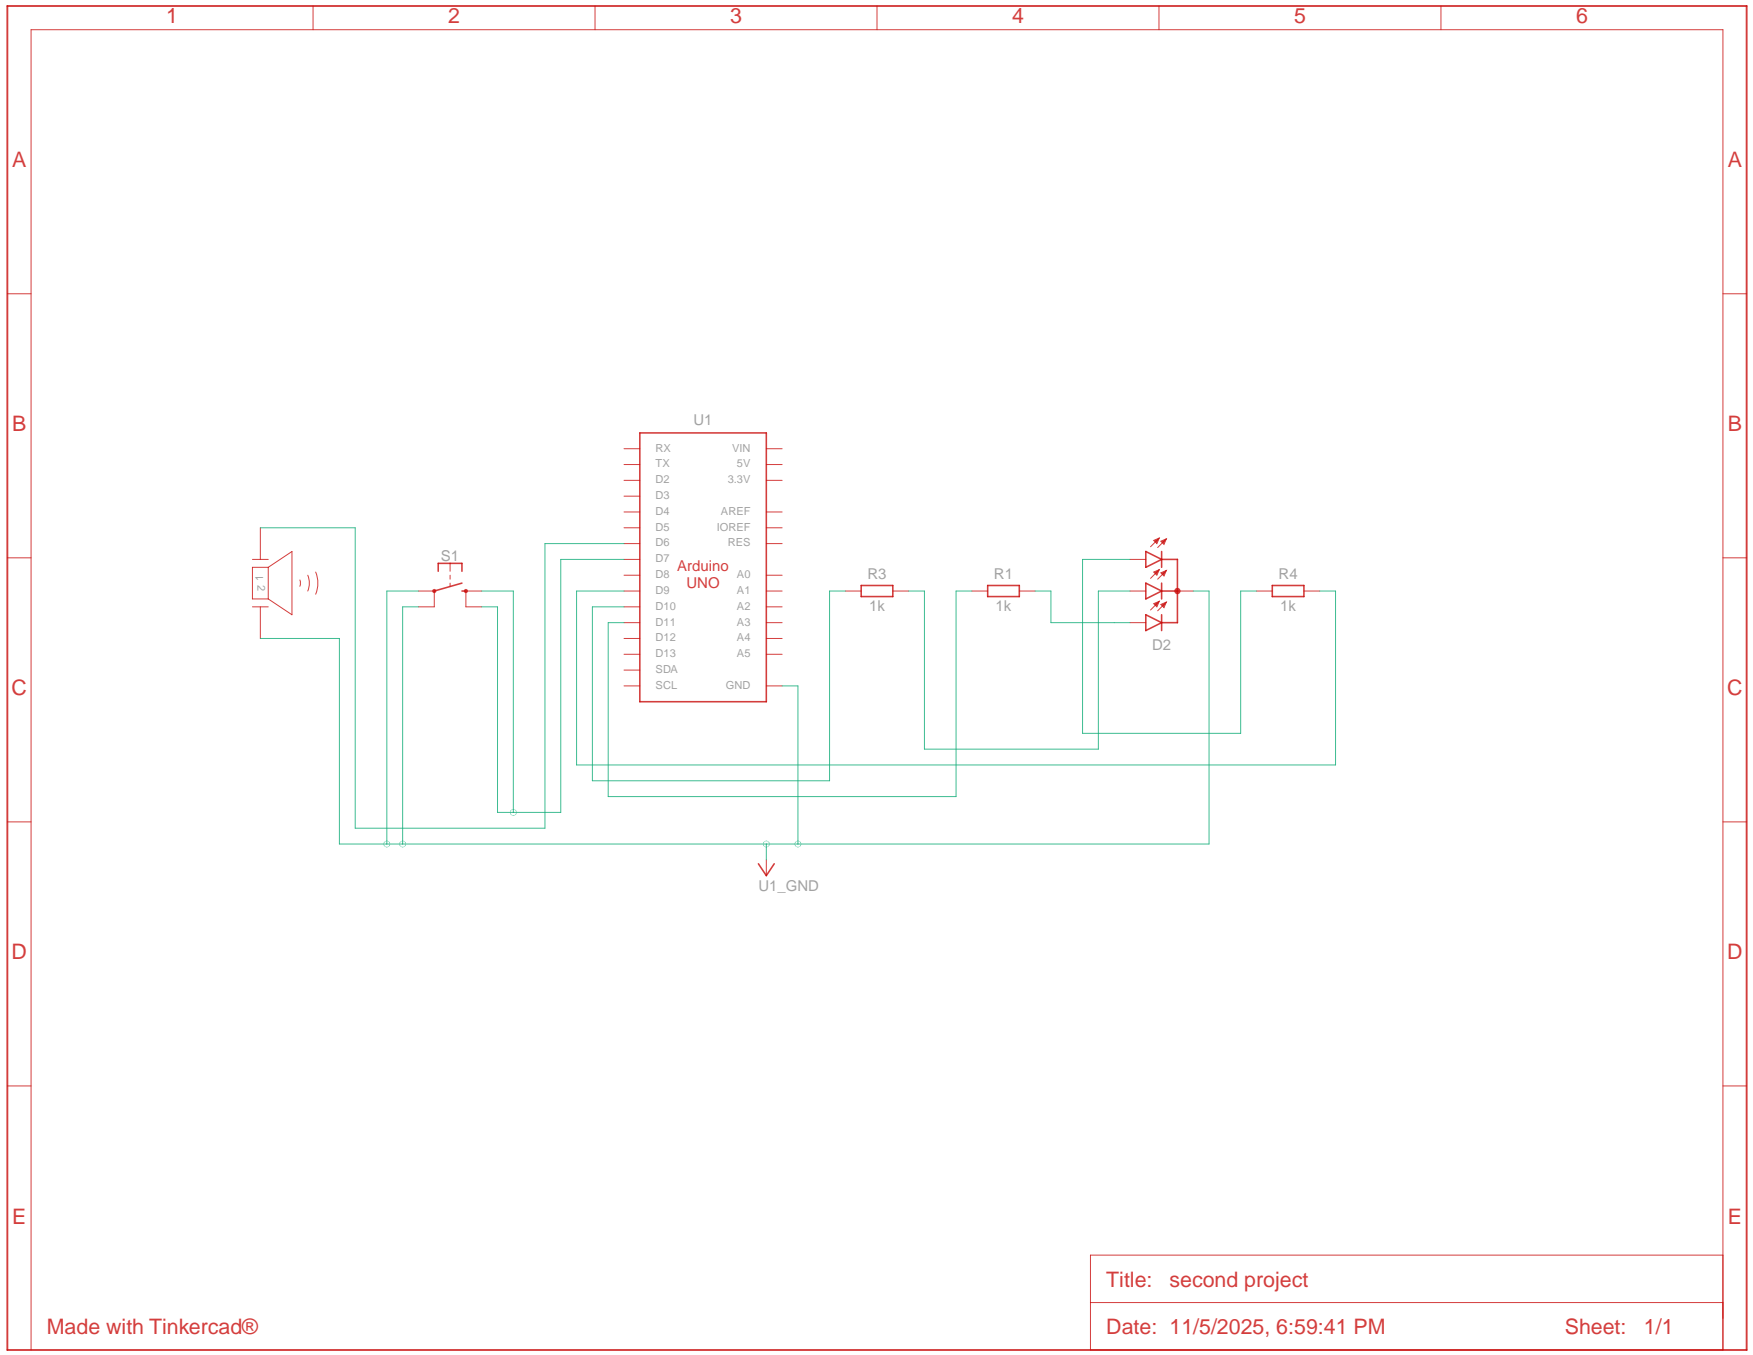 1 2 3 4 5 6
A A
B B
U1
RX VIN
TX 5V
D2 3.3V
D3
D4 AREF
D5 IOREF
D6 RES
D7
Arduino
UNO
D8 A0
D9 A1
D10 A2
D11 A3
D12 A4
D13 A5
SDA
SCL GND
S1
1 2
R3
1k
R1
1k
D2
R4
1k
C C
U1_GND
D D
E E
Title: second project
Date: 11/5/2025, 6:59:41 PM Sheet: 1/1
Made with Tinkercad®